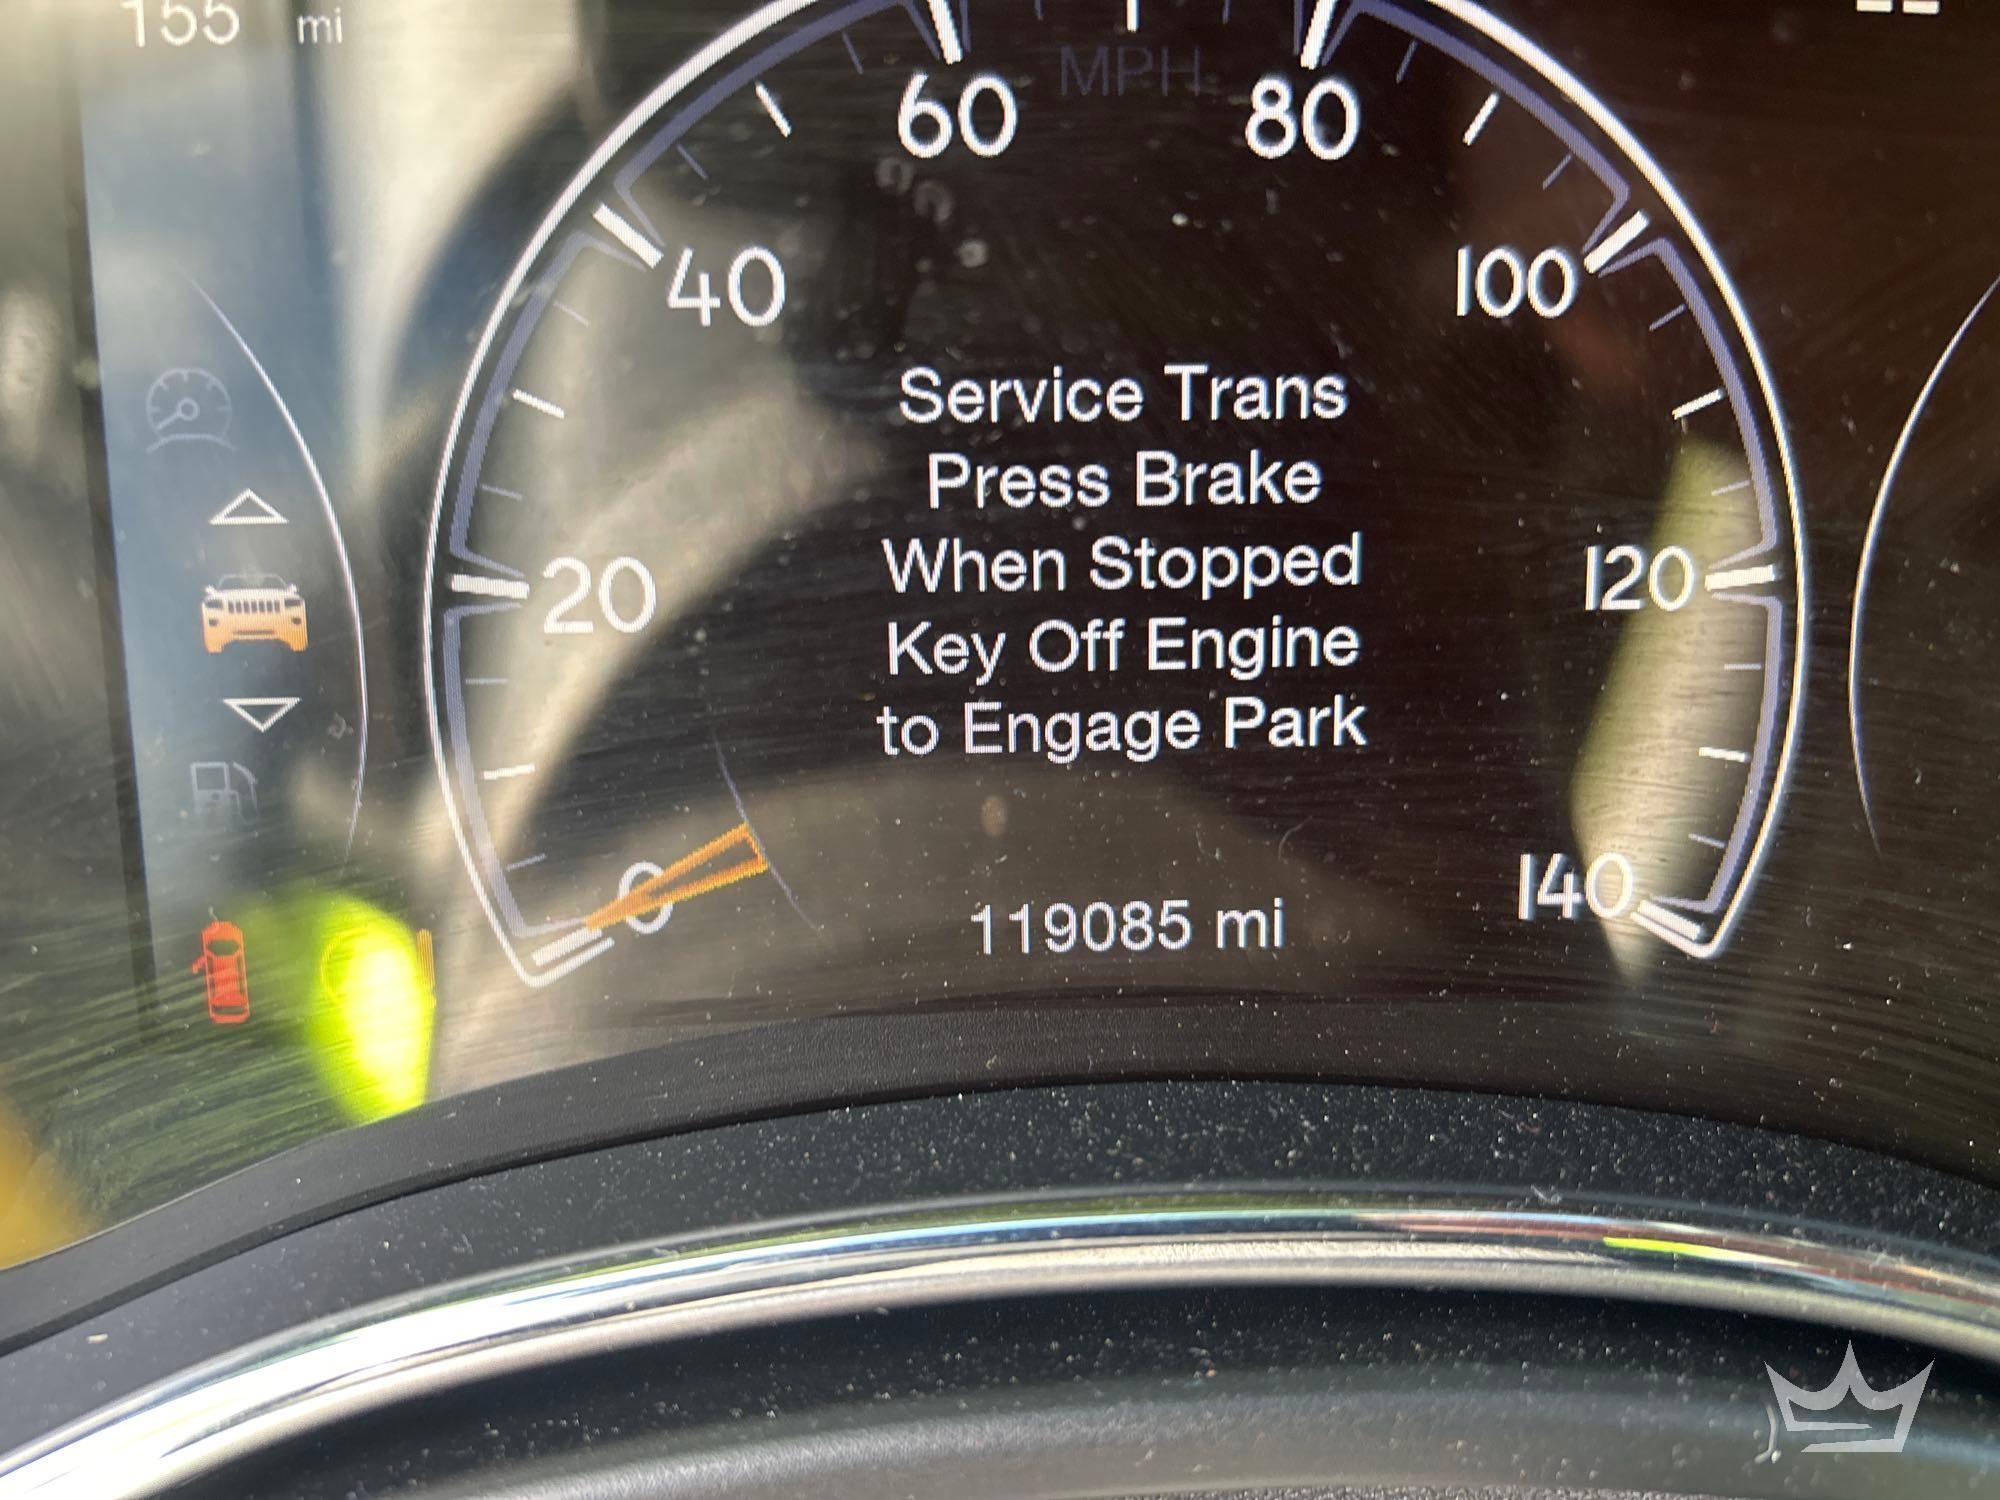 155 mi
MPH
60
80
40
100
Service Trans
Press Brake
When Stopped
Key Off Engine
to Engage Park
20
120
0
140
119085 mi